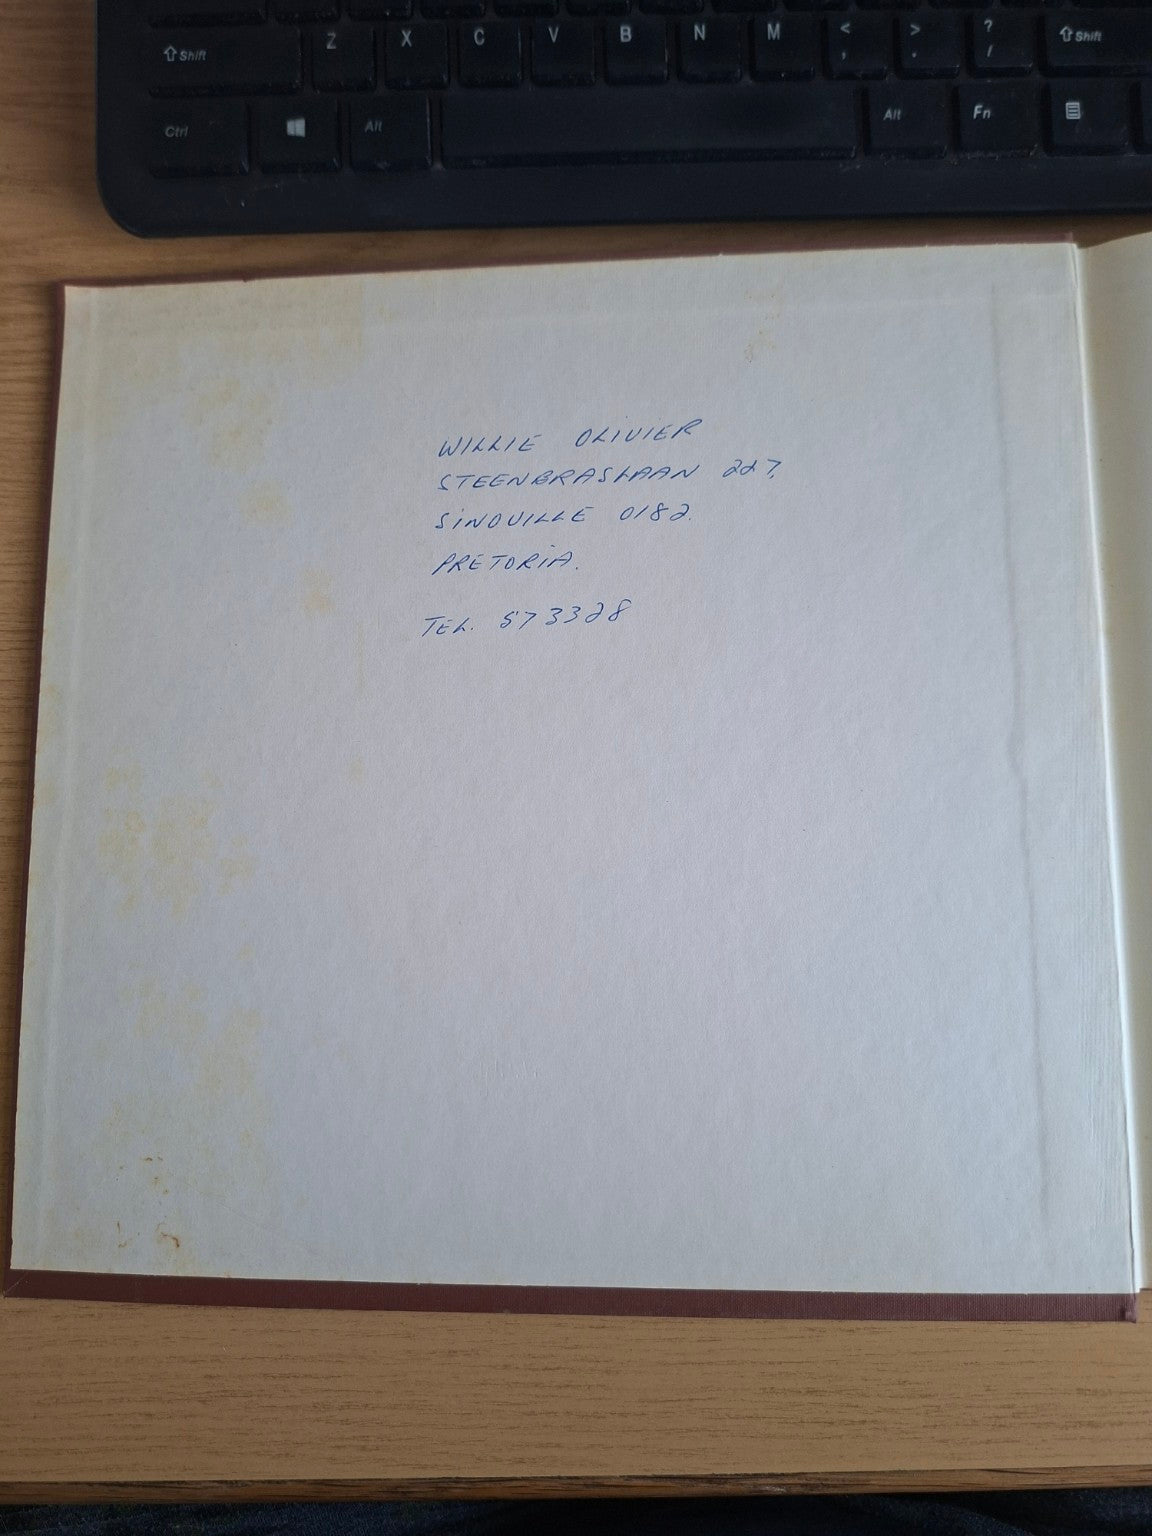 Shift Z X C V B N M < , > . ? / Shift
Ctrl Alt Alt Fn
WILLIE OLIVIER
STEENBRASLAAN 227,
SINOVILLE 0182.
PRETORIA.
TEL. 573328